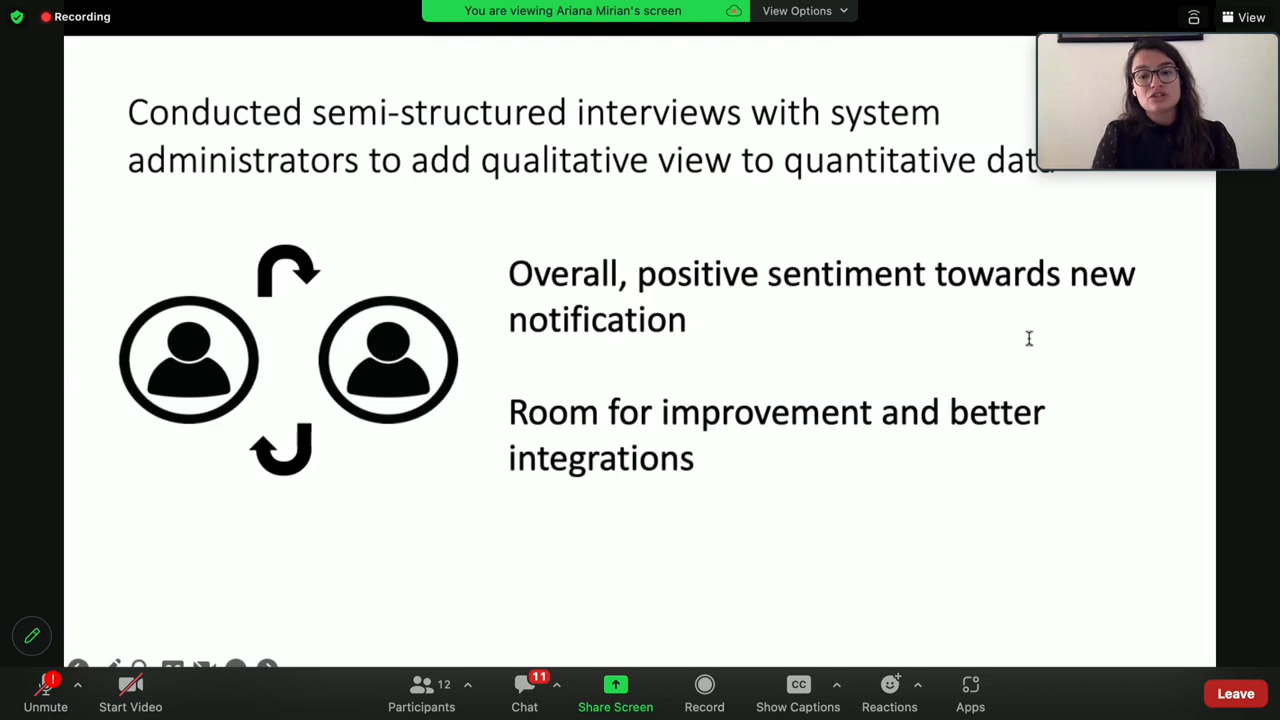 Recording
You are viewing Ariana Mirian's screen
View Options
View
Conducted semi-structured interviews with system
administrators to add qualitative view to quantitative data
Overall, positive sentiment towards new
notification
Room for improvement and better
integrations
12
11
CC
Unmute
Start Video
Participants
Chat
Share Screen
Record
Show Captions
Reactions
Apps
Leave